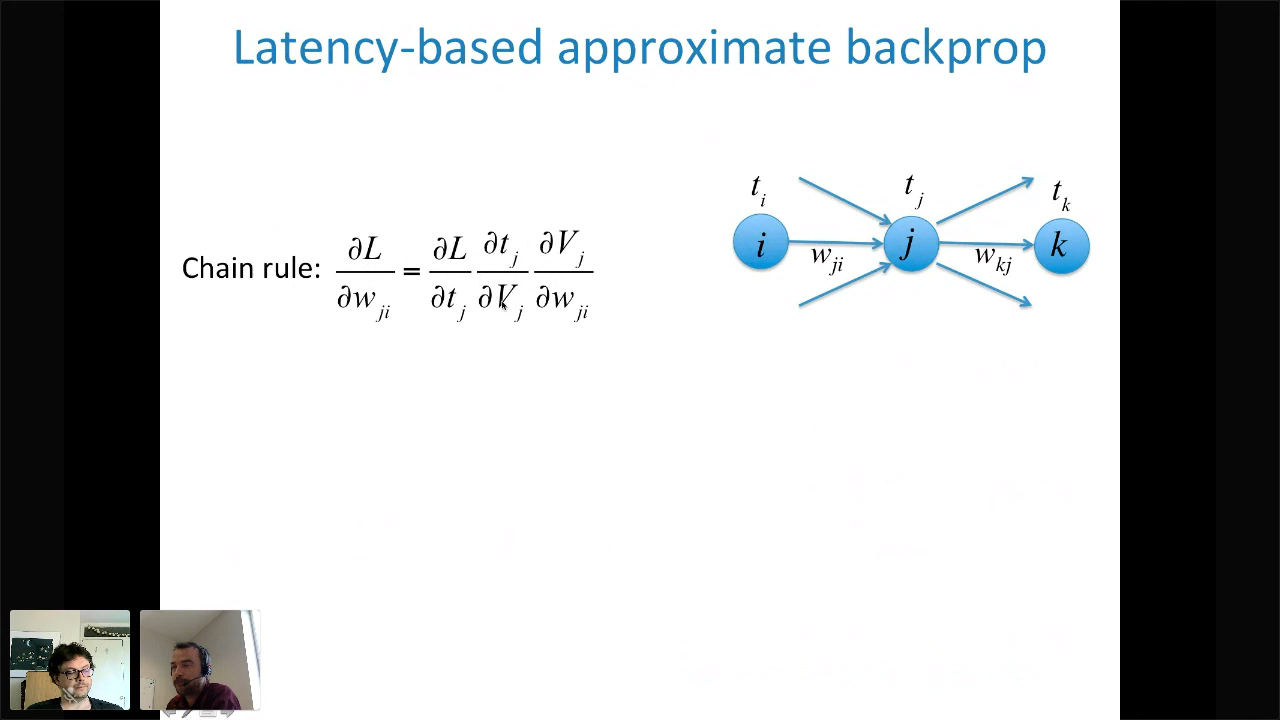 Latency-based approximate backprop
Chain rule: ∂L/∂w_ji = ∂L/∂t_j ∂t_j/∂V_j ∂V_j/∂w_ji
t_i t_j t_k
i w_ji j w_kj k